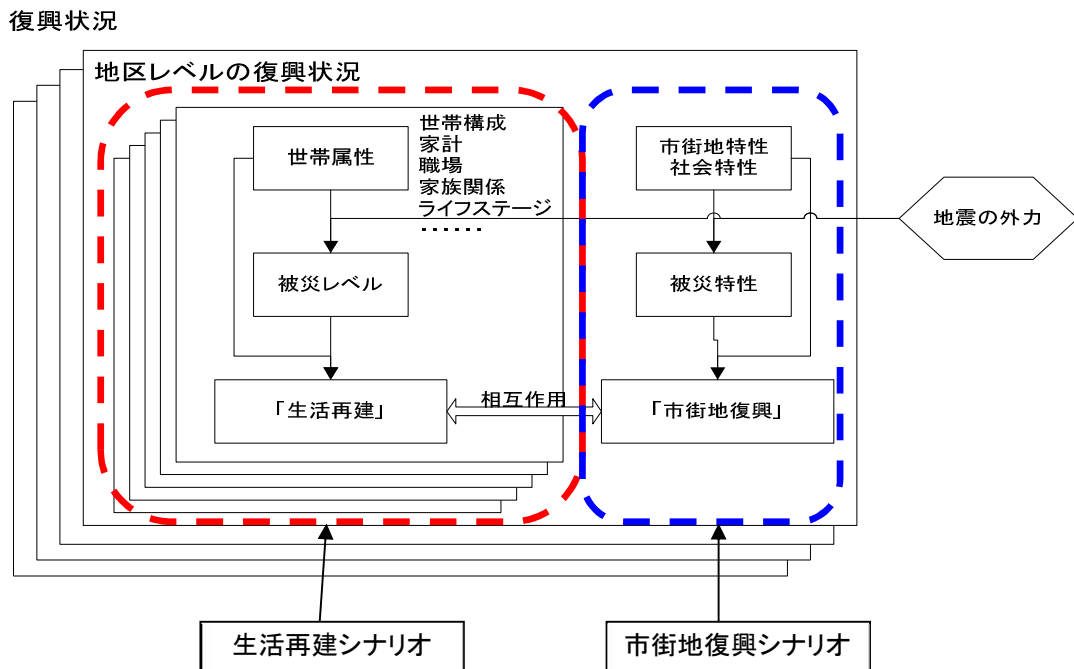 復興状況
地区レベルの復興状況
世帯属性
世帯構成
家計
職場
家族関係
ライフステージ
・・・・・・
市街地特性
社会特性
地震の外力
被災レベル
被災特性
「生活再建」
相互作用
「市街地復興」
生活再建シナリオ
市街地復興シナリオ